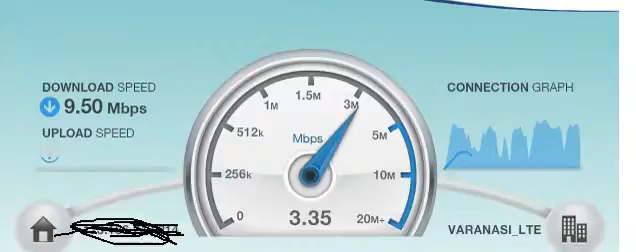 DOWNLOAD SPEED
9.50 Mbps
UPLOAD SPEED
0
256k
512k
1M
1.5M
3M
5M
10M
20M+
Mbps
3.35
CONNECTION GRAPH
VARANASI_LTE